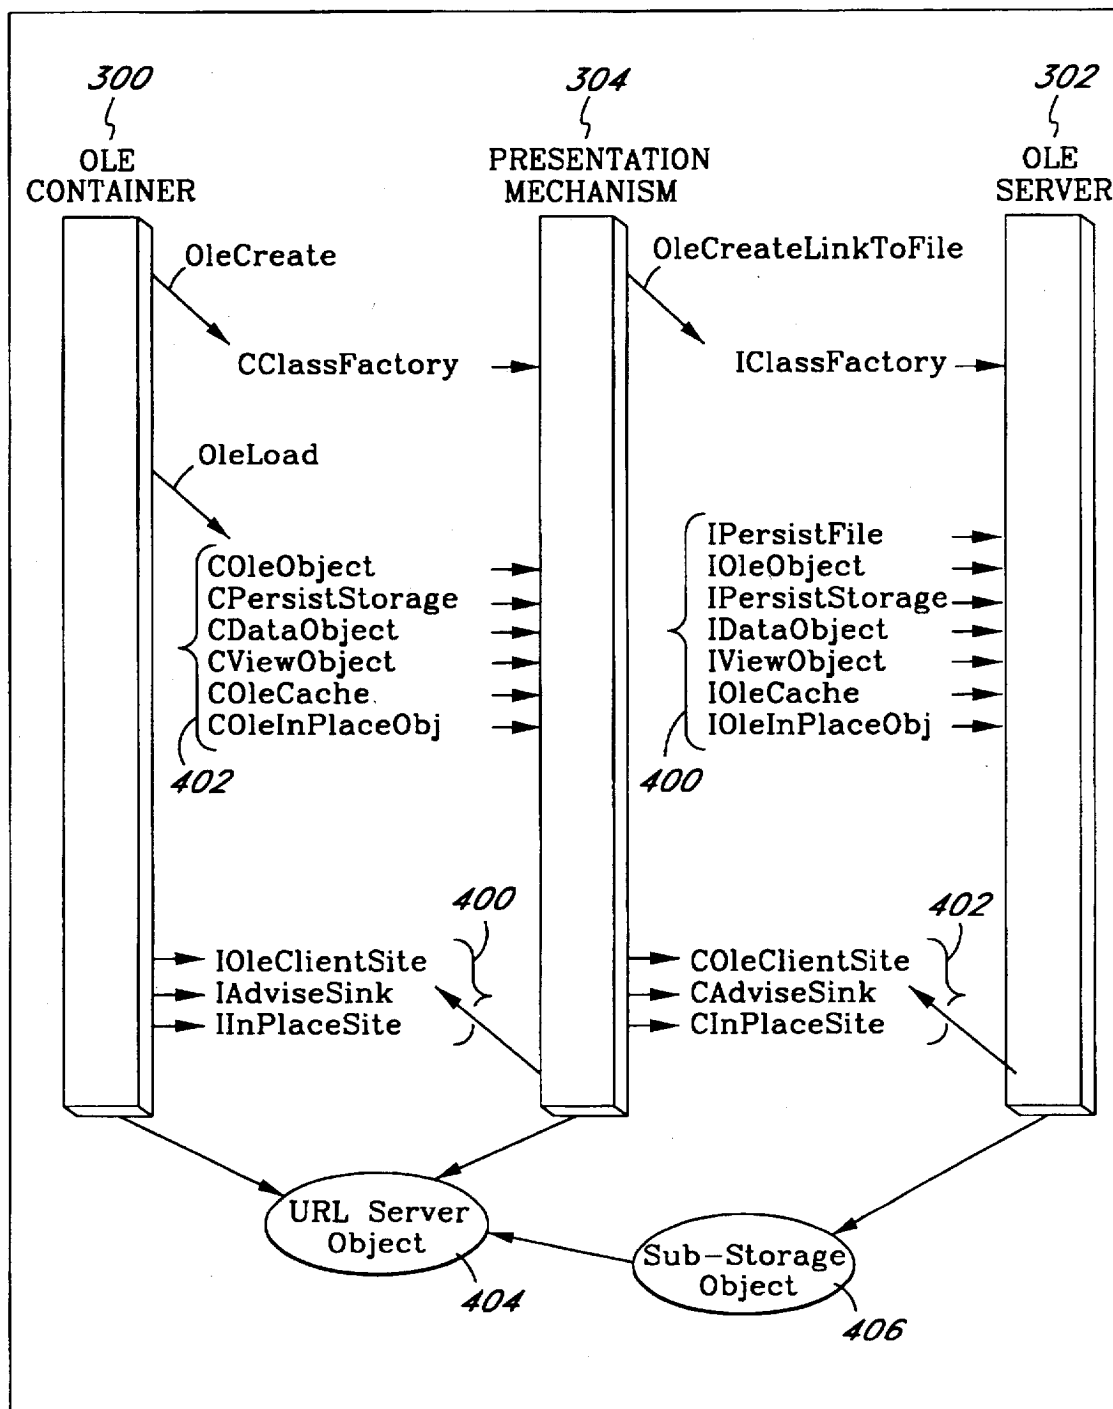 300
304
302
OLE
CONTAINER
PRESENTATION
MECHANISM
OLE
SERVER
OleCreate
OleCreateLinkToFile
CClassFactory
IClassFactory
OleLoad
COleObject
CPersistStorage
CDataObject
CViewObject
COleCache
COleInPlaceObj
402
IPersistFile
IOleObject
IPersistStorage
IDataObject
IViewObject
IOleCache
IOleInPlaceObj
400
400
IOleClientSite
IAdviseSink
IInPlaceSite
402
COleClientSite
CAdviseSink
CInPlaceSite
URL Server
Object
404
Sub-Storage
Object
406